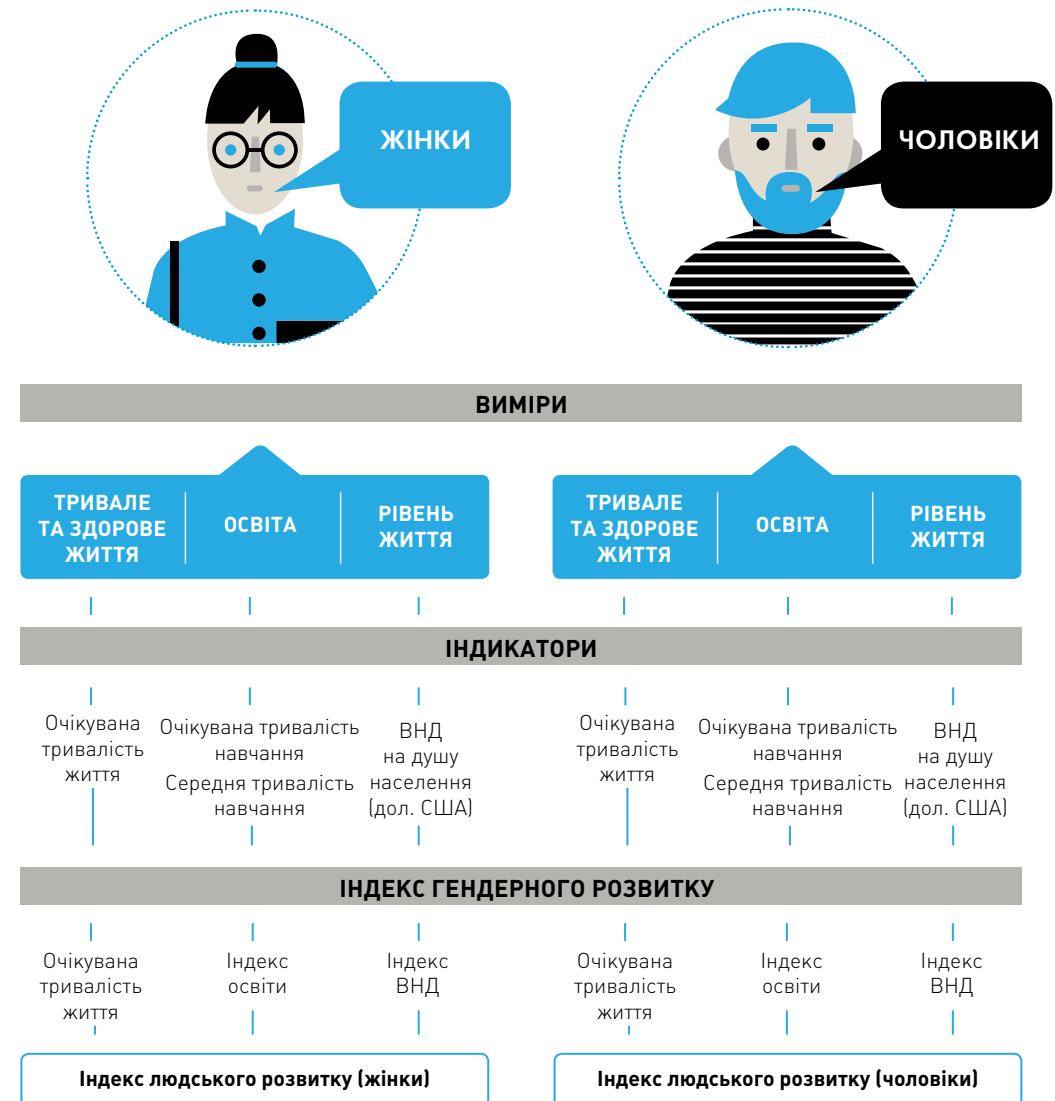 ЖІНКИ
ЧОЛОВІКИ
ВИМІРИ
ТРИВАЛЕ
ТА ЗДОРОВЕ
ЖИТТЯ
ОСВІТА
РІВЕНЬ
ЖИТТЯ
ТРИВАЛЕ
ТА ЗДОРОВЕ
ЖИТТЯ
ОСВІТА
РІВЕНЬ
ЖИТТЯ
ІНДИКАТОРИ
Очікувана
тривалість
життя
Очікувана тривалість
навчання
Середня тривалість
навчання
ВНД
на душу
населення
(дол. США)
Очікувана
тривалість
життя
Очікувана тривалість
навчання
Середня тривалість
навчання
ВНД
на душу
населення
(дол. США)
ІНДЕКС ГЕНДЕРНОГО РОЗВИТКУ
Очікувана
тривалість
життя
Індекс
освіти
Індекс
ВНД
Очікувана
тривалість
життя
Індекс
освіти
Індекс
ВНД
Індекс людського розвитку (жінки)
Індекс людського розвитку (чоловіки)